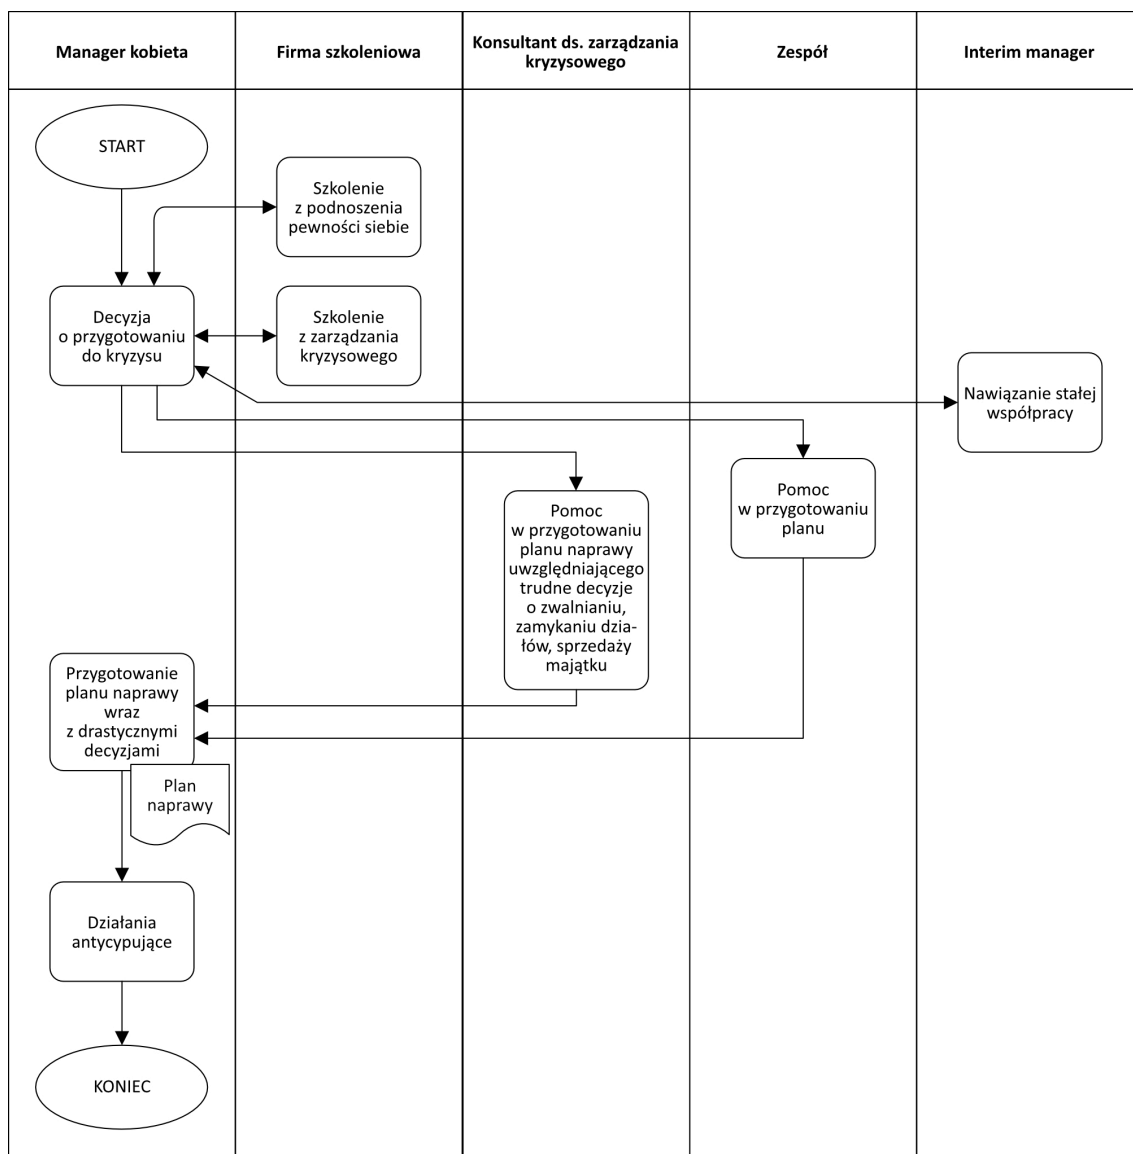 Manager kobieta
Firma szkoleniowa
Konsultant ds. zarządzania
kryzysowego
Zespół
Interim manager
START
Szkolenie
z podnoszenia
pewności siebie
Decyzja
o przygotowaniu
do kryzysu
Szkolenie
z zarządzania
kryzysowego
Nawiązanie stałej
współpracy
Pomoc
w przygotowaniu
planu
Pomoc
w przygotowaniu
planu naprawy
uwzględniającego
trudne decyzje
o zwalnianiu,
zamykaniu dzia-
łów, sprzedaży
majątku
Przygotowanie
planu naprawy
wraz
z drastycznymi
decyzjami
Plan
naprawy
Działania
antycypujące
KONIEC